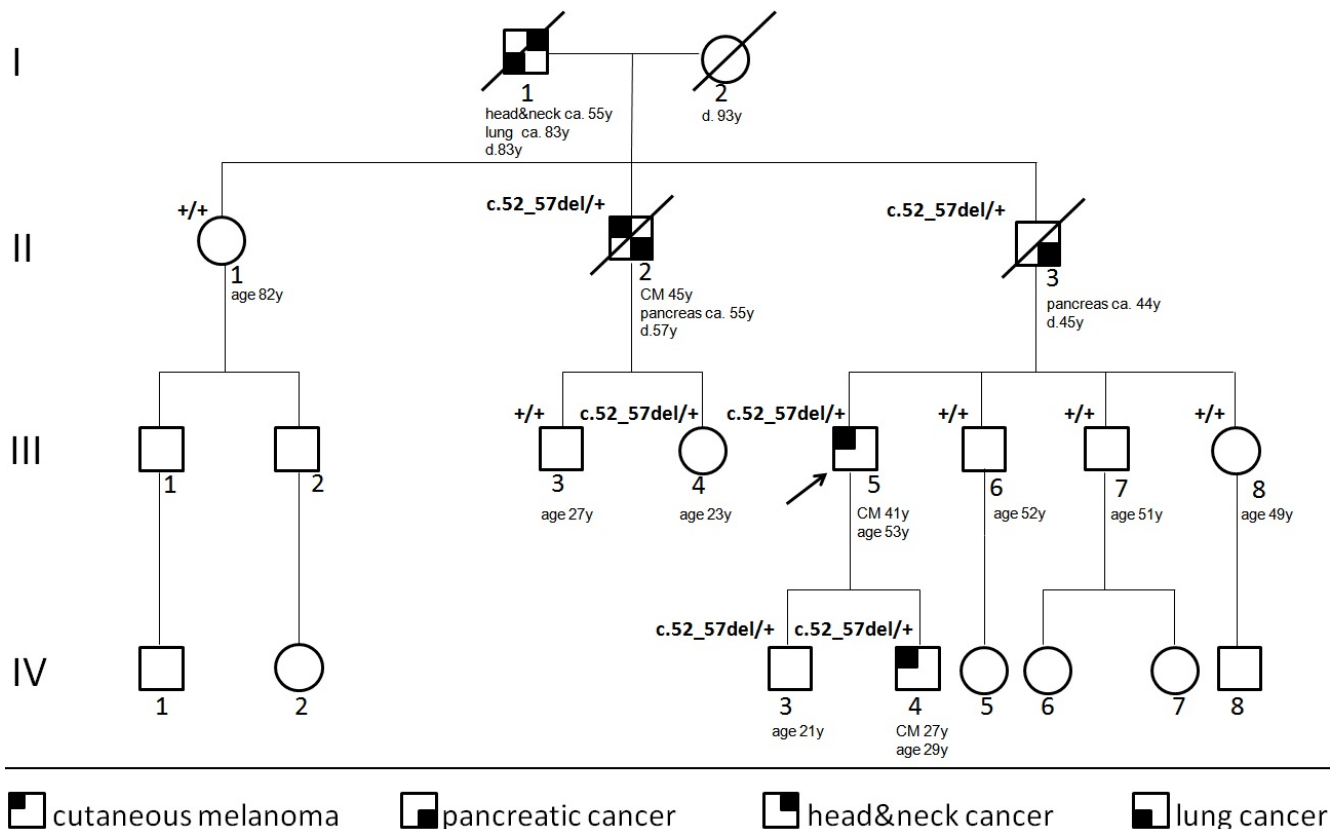 I
1
2
head&neck ca. 55y
lung ca. 83y
d.83y
d. 93y
+/+
c.52_57del/+
c.52_57del/+
II
1
2
3
age 82y
CM 45y
pancreas ca. 55y
d.57y
pancreas ca. 44y
d.45y
+/+
c.52_57del/+
c.52_57del/+
+/+
+/+
+/+
III
1
2
3
4
5
6
7
8
age 27y
age 23y
CM 41y
age 53y
age 52y
age 51y
age 49y
c.52_57del/+
c.52_57del/+
IV
1
2
3
4
5
6
7
8
age 21y
CM 27y
age 29y
cutaneous melanoma
pancreatic cancer
head&neck cancer
lung cancer